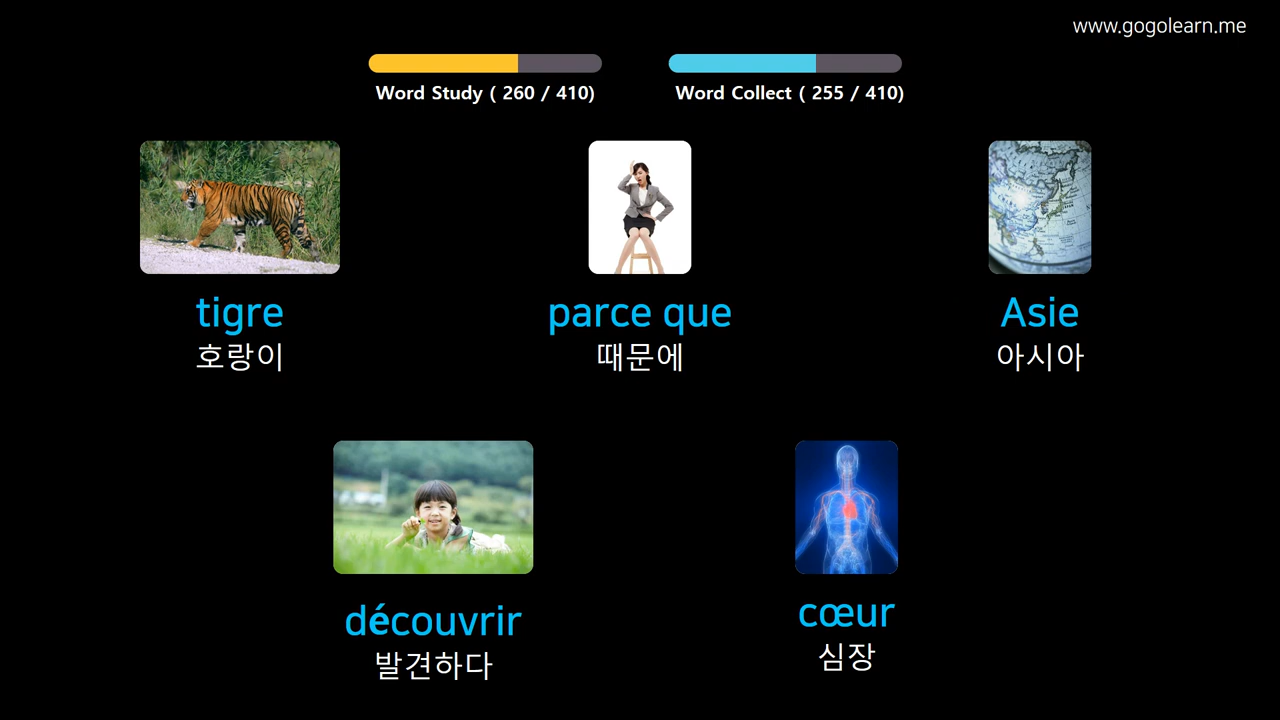 www.gogolearn.me
Word Study ( 260 / 410)
Word Collect ( 255 / 410)
tigre
호랑이
parce que
때문에
Asie
아시아
découvrir
발견하다
cœur
심장